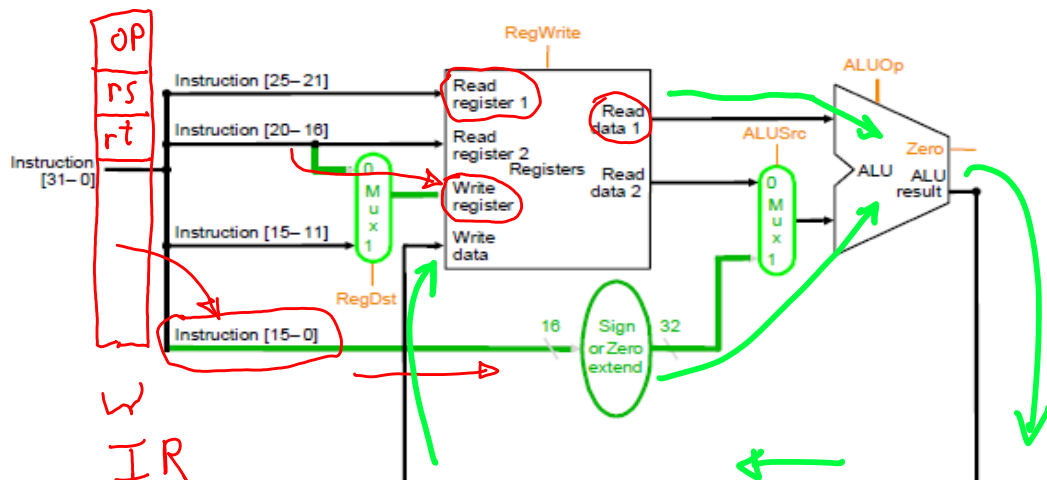 OP
rs
rt
Instruction
[31–0]
Instruction [25–21]
Instruction [20–16]
0
M
u
x
1
Instruction [15–11]
RegDst
Instruction [15–0]
RegWrite
Read
register 1
Read
register 2
Write
register
Write
data
Registers
Read
data 1
Read
data 2
16
Sign
or Zero
extend
32
ALUSrc
0
M
u
x
1
ALUOp
Zero
ALU
ALU
result
IR